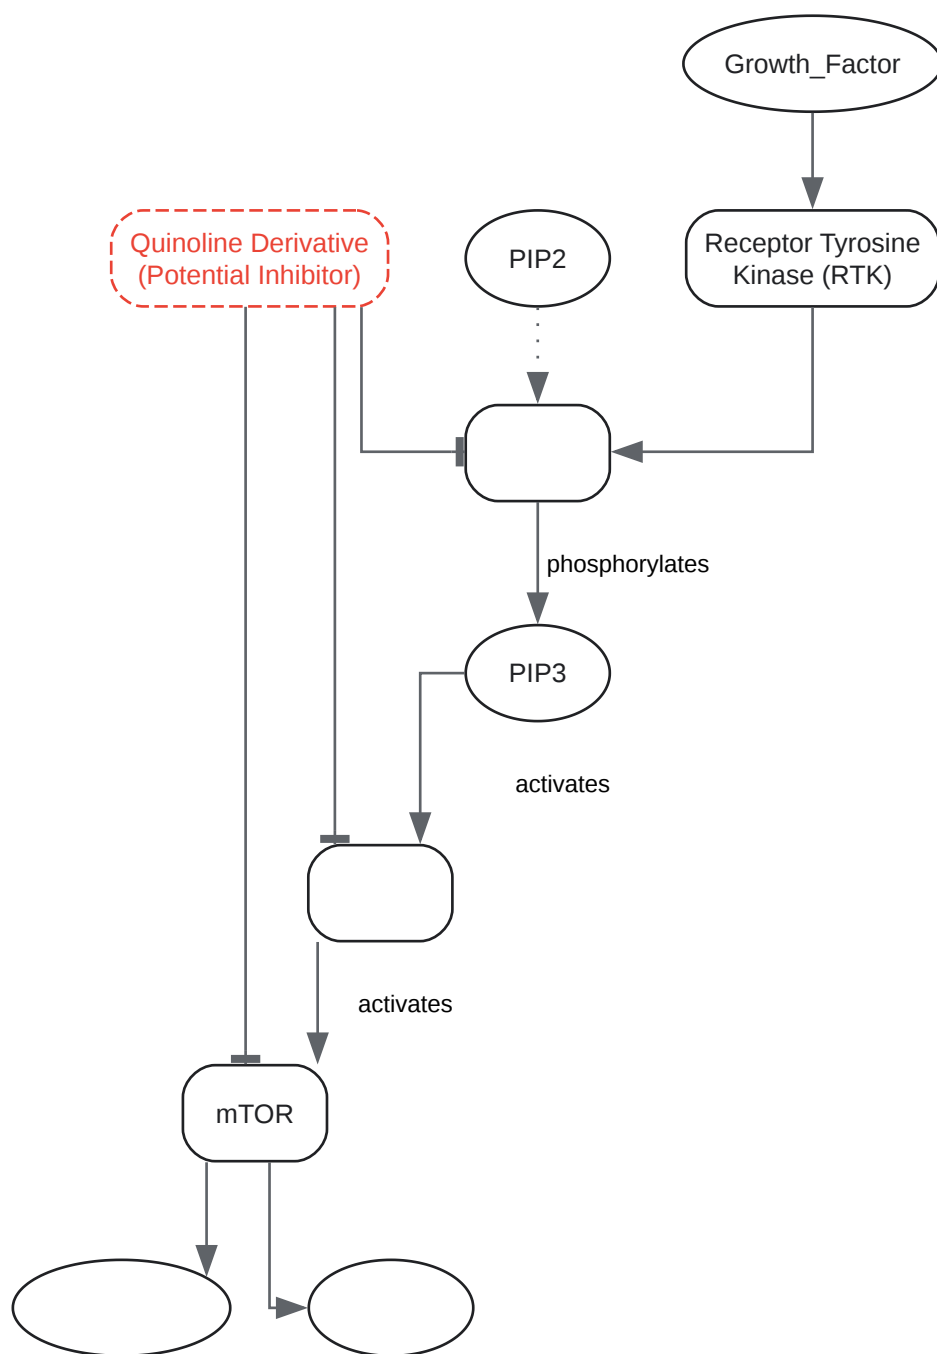 Growth_Factor
Quinoline Derivative
(Potential Inhibitor)
PIP2
Receptor Tyrosine
Kinase (RTK)
phosphorylates
PIP3
activates
activates
mTOR